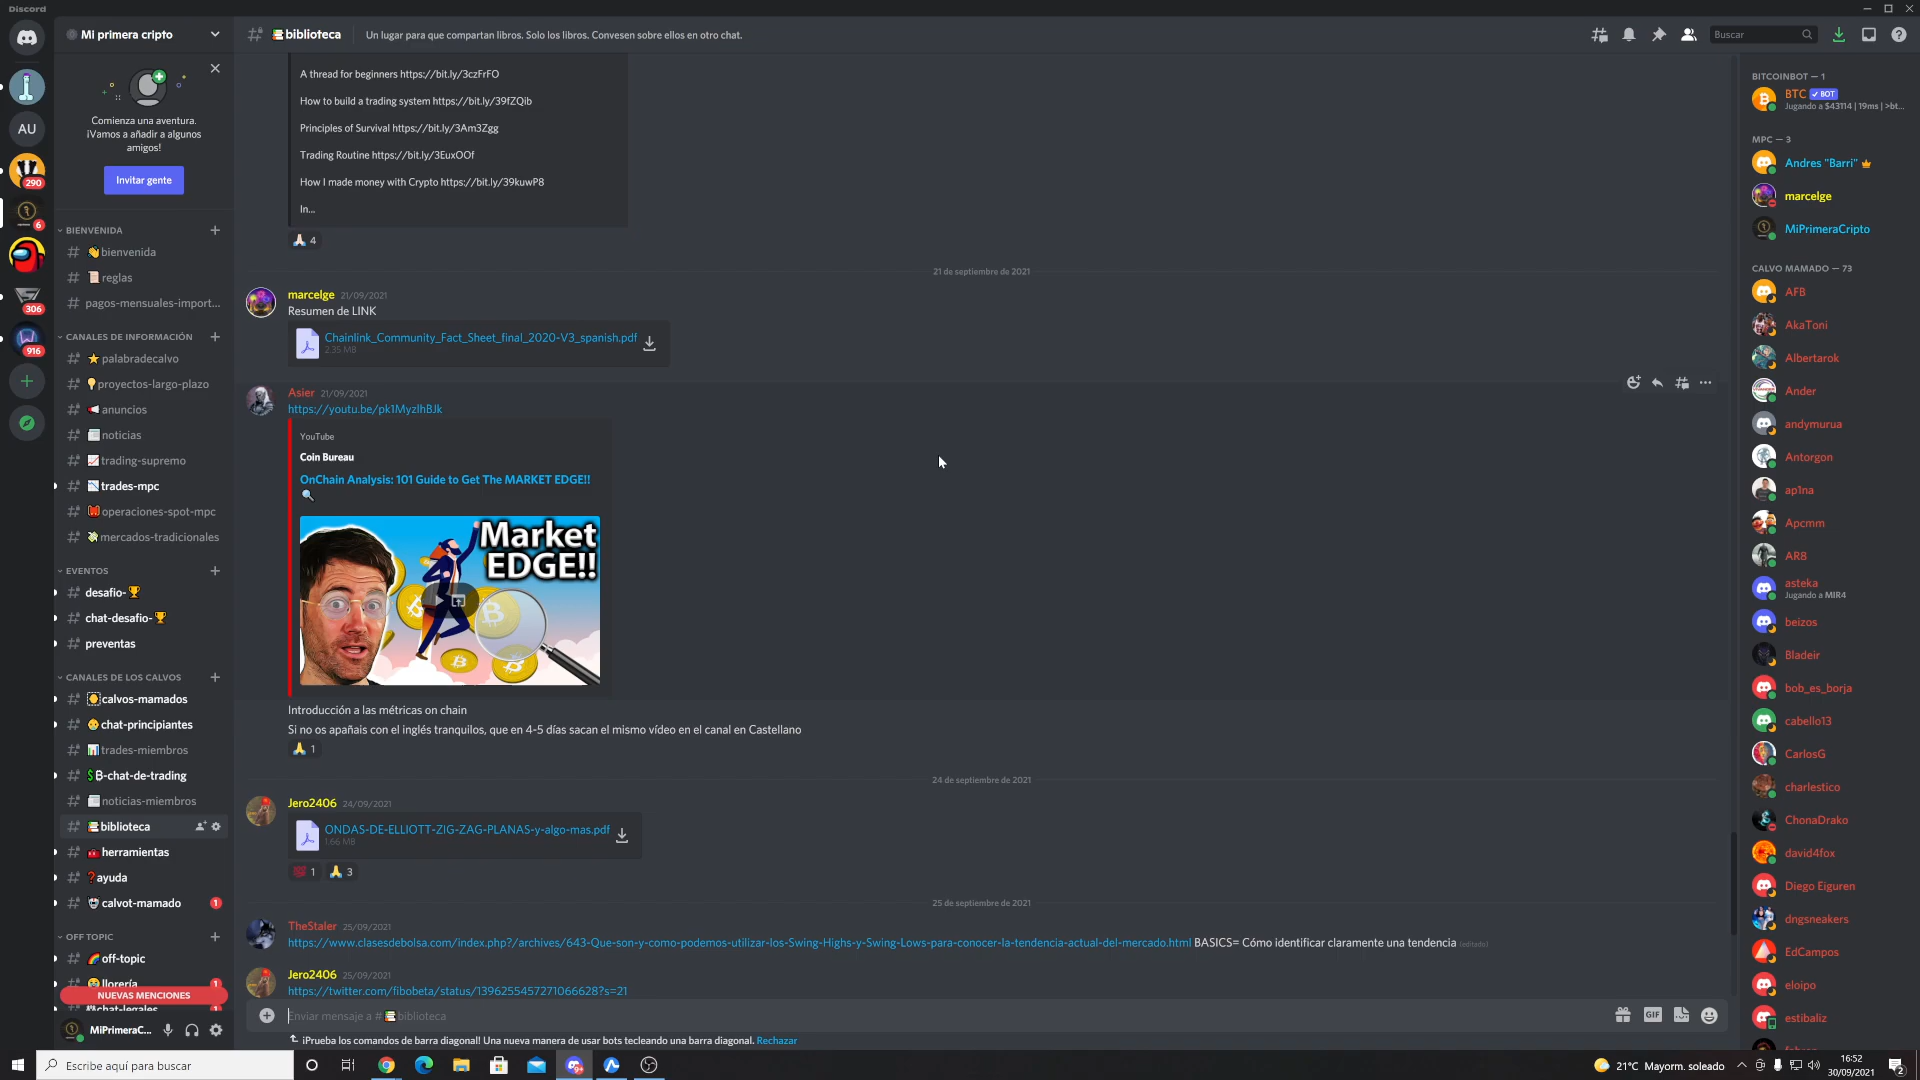 Discord
Mi primera cripto
biblioteca
Un lugar para que compartan libros. Solo los libros. Convesen sobre ellos en otro chat.
Buscar
Comienza una aventura.
¡Vamos a añadir a algunos
amigos!
Invitar gente
AU
290
6
306
916
BIENVENIDA
bienvenida
reglas
pagos-mensuales-import...
CANALES DE INFORMACIÓN
palabradecalvo
proyectos-largo-plazo
anuncios
noticias
trading-supremo
trades-mpc
operaciones-spot-mpc
mercados-tradicionales
EVENTOS
desafio-
chat-desafio-
preventas
CANALES DE LOS CALVOS
calvos-mamados
chat-principiantes
trades-miembros
-chat-de-trading
noticias-miembros
biblioteca
herramientas
ayuda
calvot-mamado 1
OFF TOPIC
off-topic
llorería 1
NUEVAS MENCIONES
MiPrimeraC...
A thread for beginners https://bit.ly/3czFrFO
How to build a trading system https://bit.ly/39fZQib
Principles of Survival https://bit.ly/3Am3Zgg
Trading Routine https://bit.ly/3EuxOOf
How I made money with Crypto https://bit.ly/39kuwP8
In...
4
21 de septiembre de 2021
marcelge 21/09/2021
Resumen de LINK
Chainlink_Community_Fact_Sheet_final_2020-V3_spanish.pdf
2.35 MB
Asier 21/09/2021
https://youtu.be/pk1MyzIhBJk
YouTube
Coin Bureau
OnChain Analysis: 101 Guide to Get The MARKET EDGE!!
Market
EDGE!!
Introducción a las métricas on chain
Si no os apañais con el inglés tranquilos, que en 4-5 días sacan el mismo vídeo en el canal en Castellano
1
24 de septiembre de 2021
Jero2406 24/09/2021
ONDAS-DE-ELLIOTT-ZIG-ZAG-PLANAS-y-algo-mas.pdf
1.66 MB
1 3
25 de septiembre de 2021
TheStaler 25/09/2021
https://www.clasesdebolsa.com/index.php?/archives/643-Que-son-y-como-podemos-utilizar-los-Swing-Highs-y-Swing-Lows-para-conocer-la-tendencia-actual-del-mercado.html BASICS= Cómo identificar claramente una tendencia (editado)
Jero2406 25/09/2021
https://twitter.com/fibobeta/status/1396255457271066628?s=21
Enviar mensaje a # biblioteca
GIF
¡Prueba los comandos de barra diagonal! Una nueva manera de usar bots tecleando una barra diagonal. Rechazar
BITCOINBOT — 1
BTC BOT
Jugando a $43114 | 19ms | >bt...
MPC — 3
Andres "Barri"
marcelge
MiPrimeraCripto
CALVO MAMADO — 73
AFB
AkaToni
Albertarok
Ander
andymurua
Antorgon
ap1na
Apcmm
AR8
asteka
Jugando a MIR4
beizos
Bladeir
bob_es_borja
cabello13
CarlosG
charlestico
ChonaDrako
david4fox
Diego Eiguren
dngsneakers
EdCampos
eloipo
estibaliz
Escribe aquí para buscar
21°C Mayorm. soleado
16:52
30/09/2021
2